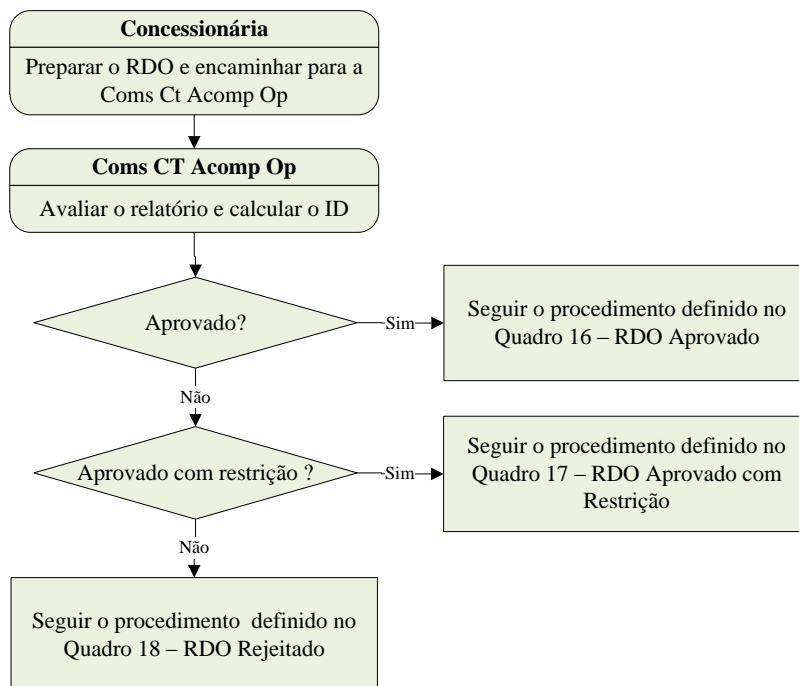 Concessionária
Preparar o RDO e encaminhar para a
Coms Ct Acomp Op
Coms CT Acomp Op
Avaliar o relatório e calcular o ID
Aprovado?
Sim
Seguir o procedimento definido no
Quadro 16 – RDO Aprovado
Não
Aprovado com restrição ?
Sim
Seguir o procedimento definido no
Quadro 17 – RDO Aprovado com
Restrição
Não
Seguir o procedimento definido no
Quadro 18 – RDO Rejeitado